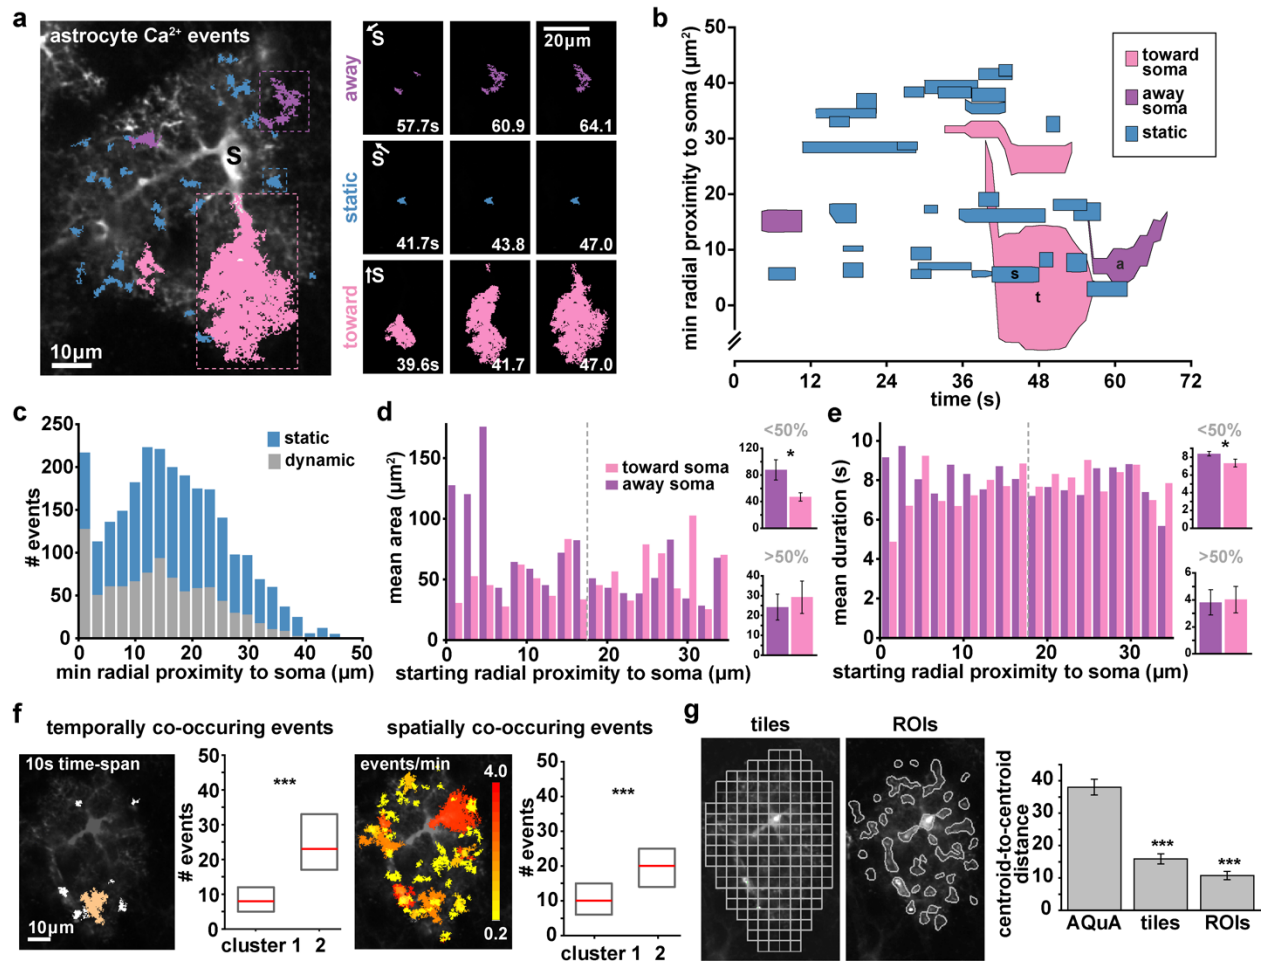 a
astrocyte Ca²⁺ events
S
10µm
away
S
20µm
57.7s
60.9
64.1
static
S
41.7s
43.8
47.0
toward
S
39.6s
41.7
47.0
b
min radial proximity to soma (µm²)
50
40
30
20
10
0
0
12
24
36
48
60
72
time (s)
toward
soma
away
soma
static
s
t
a
c
# events
250
200
150
100
50
0
static
dynamic
0
10
20
30
40
50
min radial proximity to soma (µm)
d
mean area (µm²)
150
100
50
0
toward soma
away soma
0
10
20
30
starting radial proximity to soma (µm)
<50%
*
120
100
80
60
40
20
0
>50%
40
30
20
10
0
e
mean duration (s)
10
8
6
4
2
0
0
10
20
30
starting radial proximity to soma (µm)
<50%
*
8
6
4
2
0
>50%
6
4
2
0
f
temporally co-occuring events
10s time-span
10µm
# events
50
40
30
20
10
0
***
cluster 1 2
spatially co-occuring events
events/min
4.0
0.2
# events
50
40
30
20
10
0
***
cluster 1 2
g
tiles
ROIs
centroid-to-centroid
distance
40
30
20
10
0
***
***
AQuA
tiles
ROIs